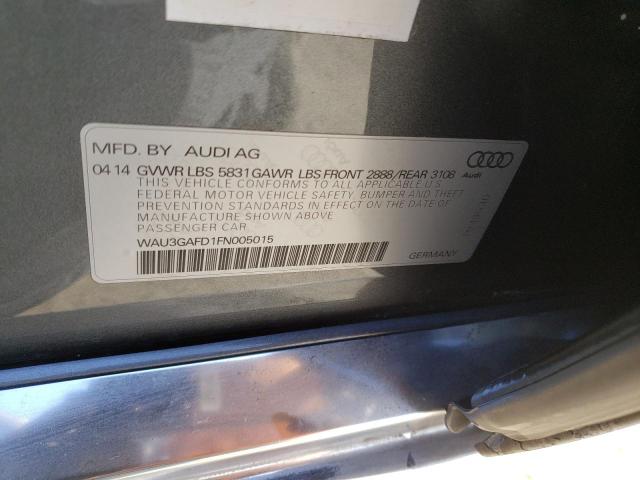 MFD. BY AUDI AG
04 14 GVWR LBS 5831 GAWR LBS FRONT 2888/REAR 3108
Audi
THIS VEHICLE CONFORMS TO ALL APPLICABLE U.S.
FEDERAL MOTOR VEHICLE SAFETY, BUMPER, AND THEFT
PREVENTION STANDARDS IN EFFECT ON THE DATE OF
MANUFACTURE SHOWN ABOVE
PASSENGER CAR
WAU3GAFD1FN005015
GERMANY